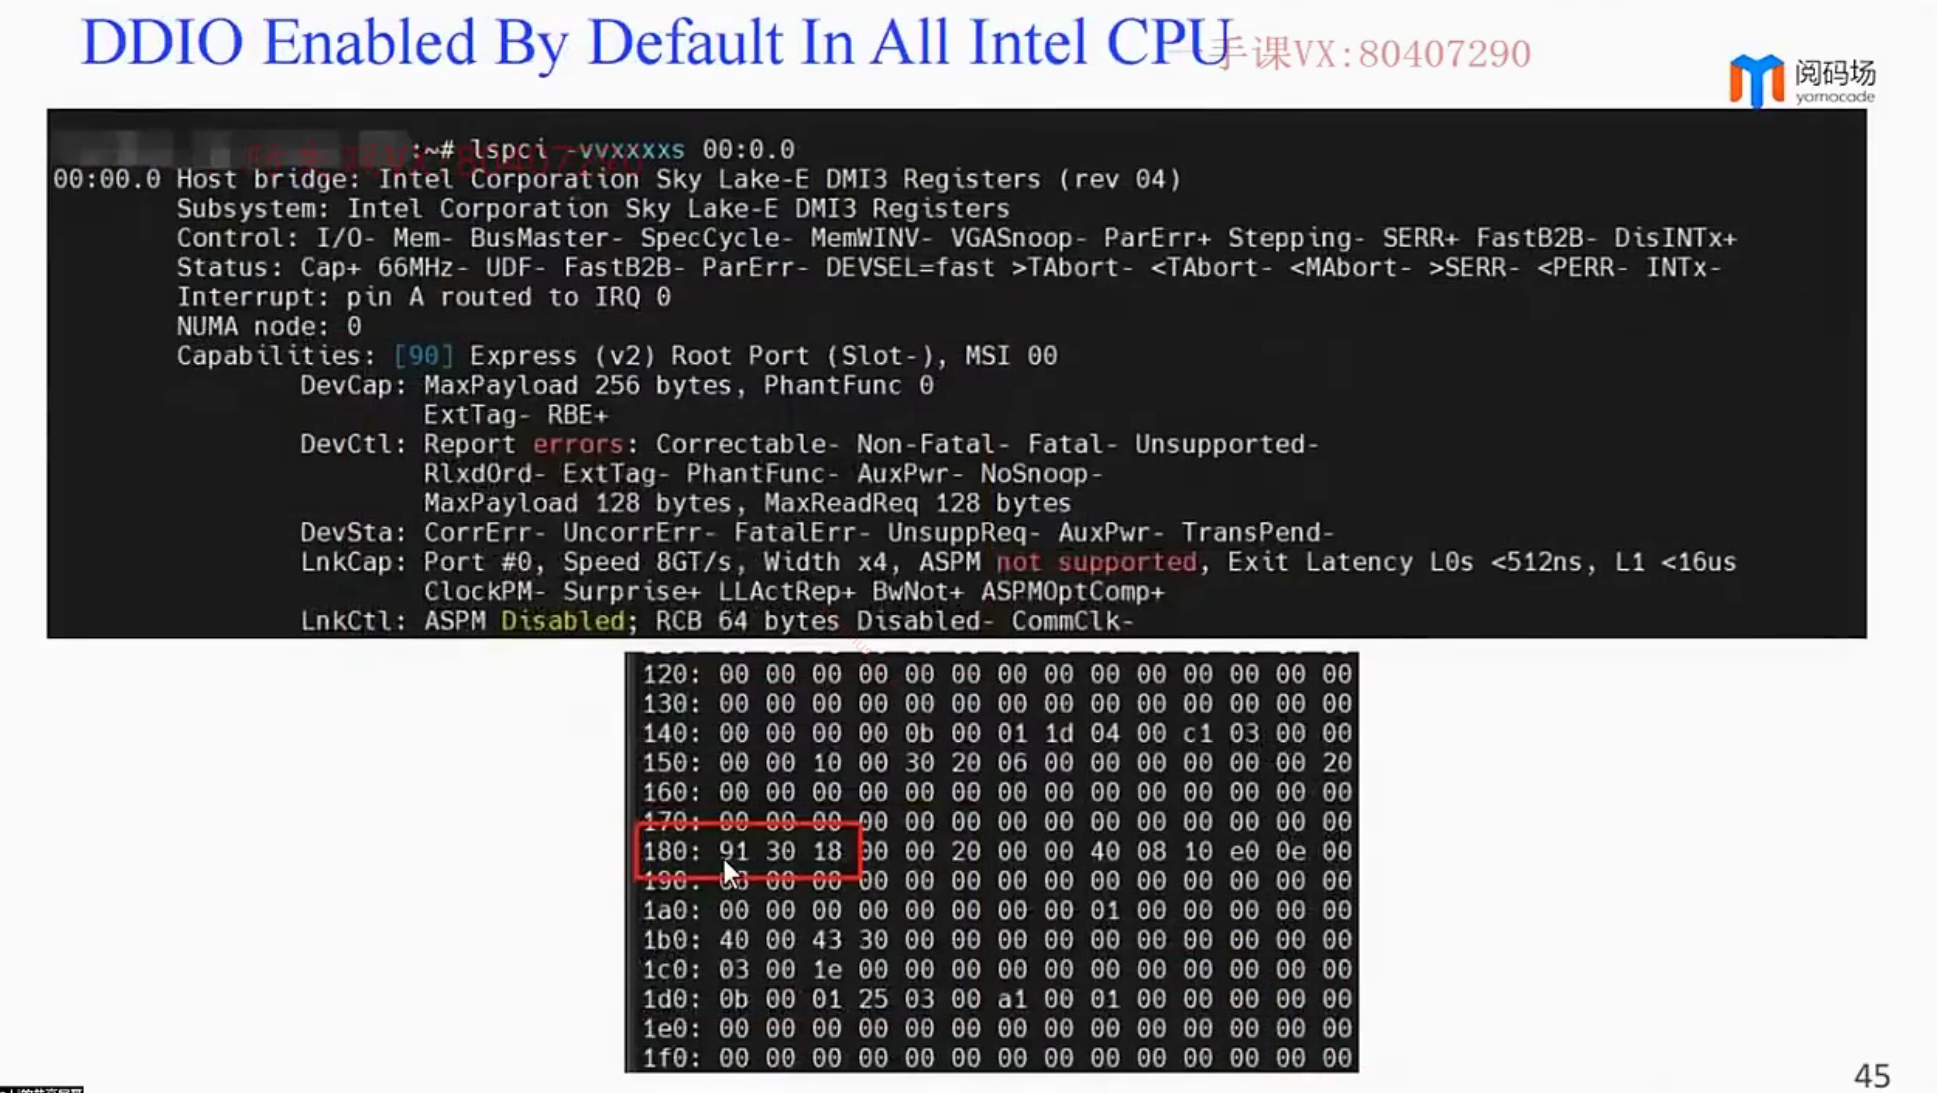 DDIO Enabled By Default In All Intel CPU
一手课VX:80407290
阅码场
yomocode
:~# lspci -vvxxxxs 00:0.0
00:00.0 Host bridge: Intel Corporation Sky Lake-E DMI3 Registers (rev 04)
Subsystem: Intel Corporation Sky Lake-E DMI3 Registers
Control: I/O- Mem- BusMaster- SpecCycle- MemWINV- VGASnoop- ParErr+ Stepping- SERR+ FastB2B- DisINTx+
Status: Cap+ 66MHz- UDF- FastB2B- ParErr- DEVSEL=fast >TAbort- <TAbort- <MAbort- >SERR- <PERR- INTx-
Interrupt: pin A routed to IRQ 0
NUMA node: 0
Capabilities: [90] Express (v2) Root Port (Slot-), MSI 00
DevCap: MaxPayload 256 bytes, PhantFunc 0
ExtTag- RBE+
DevCtl: Report errors: Correctable- Non-Fatal- Fatal- Unsupported-
RlxdOrd- ExtTag- PhantFunc- AuxPwr- NoSnoop-
MaxPayload 128 bytes, MaxReadReq 128 bytes
DevSta: CorrErr- UncorrErr- FatalErr- UnsuppReq- AuxPwr- TransPend-
LnkCap: Port #0, Speed 8GT/s, Width x4, ASPM not supported, Exit Latency L0s <512ns, L1 <16us
ClockPM- Surprise+ LLActRep+ BwNot+ ASPMOptComp+
LnkCtl: ASPM Disabled; RCB 64 bytes Disabled- CommClk-
120: 00 00 00 00 00 00 00 00 00 00 00 00 00 00
130: 00 00 00 00 00 00 00 00 00 00 00 00 00 00
140: 00 00 00 00 0b 00 01 1d 04 00 c1 03 00 00
150: 00 00 10 00 30 20 06 00 00 00 00 00 00 20
160: 00 00 00 00 00 00 00 00 00 00 00 00 00 00
170: 00 00 00 00 00 00 00 00 00 00 00 00 00 00
180: 91 30 18 00 00 20 00 00 40 08 10 e0 0e 00
190: 00 00 00 00 00 00 00 00 00 00 00 00 00 00
1a0: 00 00 00 00 00 00 00 00 01 00 00 00 00 00
1b0: 40 00 43 30 00 00 00 00 00 00 00 00 00 00
1c0: 03 00 1e 00 00 00 00 00 00 00 00 00 00 00
1d0: 0b 00 01 25 03 00 a1 00 01 00 00 00 00 00
1e0: 00 00 00 00 00 00 00 00 00 00 00 00 00 00
1f0: 00 00 00 00 00 00 00 00 00 00 00 00 00 00
45